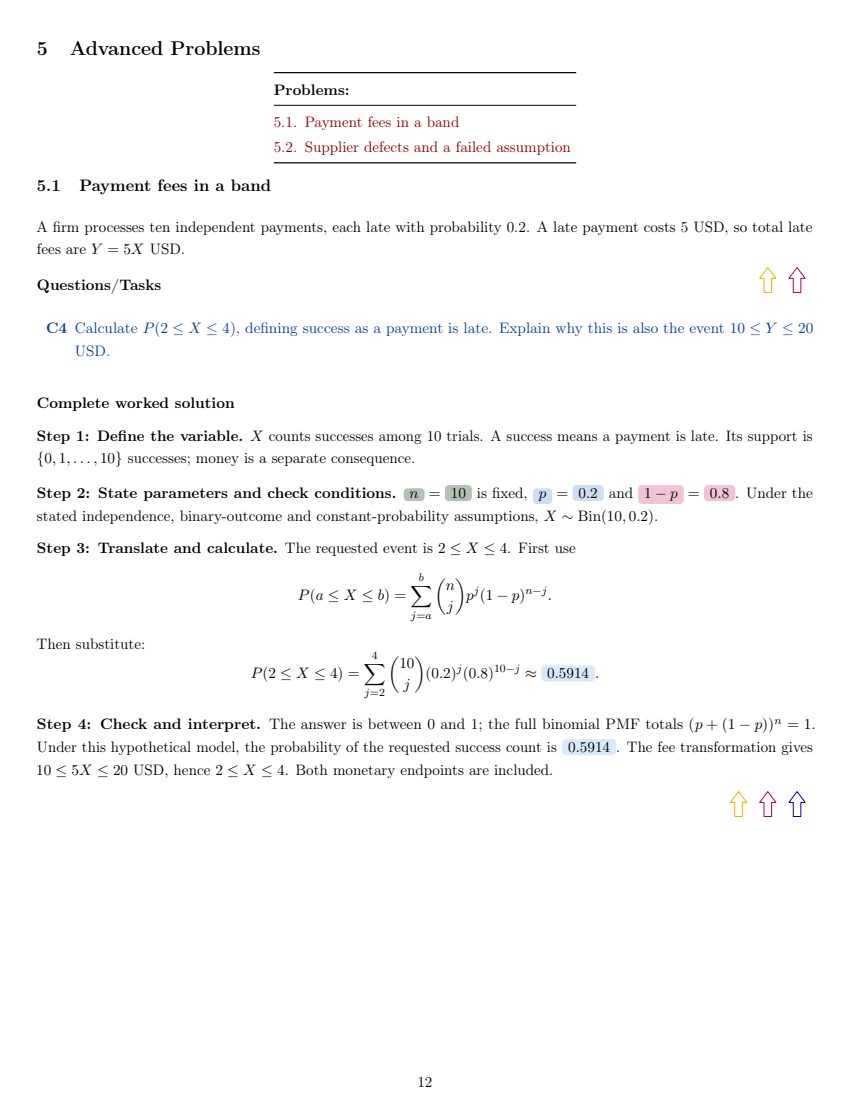 5 Advanced Problems
Problems:
5.1. Payment fees in a band
5.2. Supplier defects and a failed assumption
5.1 Payment fees in a band
A firm processes ten independent payments, each late with probability 0.2. A late payment costs 5 USD, so total late
fees are Y = 5X USD.
Questions/Tasks
C4 Calculate P(2 ≤ X ≤ 4), defining success as a payment is late. Explain why this is also the event 10 ≤ Y ≤ 20
USD.
Complete worked solution
Step 1: Define the variable. X counts successes among 10 trials. A success means a payment is late. Its support is
{0, 1, . . . , 10} successes; money is a separate consequence.
Step 2: State parameters and check conditions. n = 10 is fixed, p = 0.2 and 1 − p = 0.8 . Under the
stated independence, binary-outcome and constant-probability assumptions, X ∼ Bin(10, 0.2).
Step 3: Translate and calculate. The requested event is 2 ≤ X ≤ 4. First use
P(a ≤ X ≤ b) = ∑_{j=a}^{b} \binom{n}{j} p^j (1 − p)^{n−j}.
Then substitute:
P(2 ≤ X ≤ 4) = ∑_{j=2}^{4} \binom{10}{j} (0.2)^j (0.8)^{10−j} ≈ 0.5914 .
Step 4: Check and interpret. The answer is between 0 and 1; the full binomial PMF totals (p + (1 − p))^n = 1.
Under this hypothetical model, the probability of the requested success count is 0.5914 . The fee transformation gives
10 ≤ 5X ≤ 20 USD, hence 2 ≤ X ≤ 4. Both monetary endpoints are included.
12